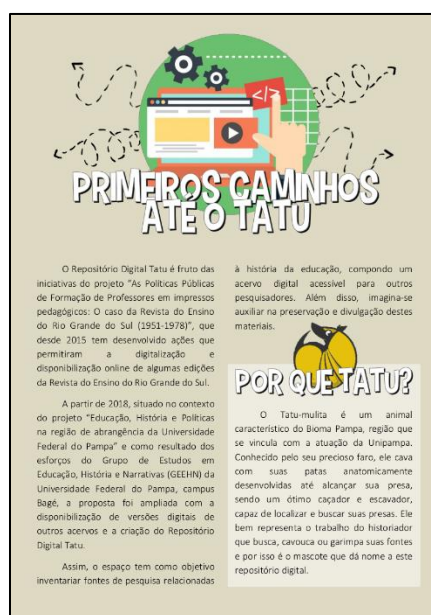 </>
PRIMEIROS CAMINHOS
ATÉ O TATU
O Repositório Digital Tatu é fruto das
iniciativas do projeto "As Políticas Públicas
de Formação de Professores em impressos
pedagógicos: O caso da Revista do Ensino
do Rio Grande do Sul (1951-1978)", que
desde 2015 tem desenvolvido ações que
permitiram a digitalização e
disponibilização online de algumas edições
da Revista do Ensino do Rio Grande do Sul.
A partir de 2018, situado no contexto
do projeto "Educação, História e Políticas
na região de abrangência da Universidade
Federal do Pampa" e como resultado dos
esforços do Grupo de Estudos em
Educação, História e Narrativas (GEEHN) da
Universidade Federal do Pampa, campus
Bagé, a proposta foi ampliada com a
disponibilização de versões digitais de
outros acervos e a criação do Repositório
Digital Tatu.
Assim, o espaço tem como objetivo
inventariar fontes de pesquisa relacionadas
à história da educação, compondo um
acervo digital acessível para outros
pesquisadores. Além disso, imagina-se
auxiliar na preservação e divulgação destes
materiais.
POR QUE TATU?
O Tatu-mulita é um animal
característico do Bioma Pampa, região que
se vincula com a atuação da Unipampa.
Conhecido pelo seu precioso faro, ele cava
com suas patas anatomicamente
desenvolvidas até alcançar sua presa,
sendo um ótimo caçador e escavador,
capaz de localizar e buscar suas presas. Ele
bem representa o trabalho do historiador
que busca, cavouca ou garimpa suas fontes
e por isso é o mascote que dá nome a este
repositório digital.